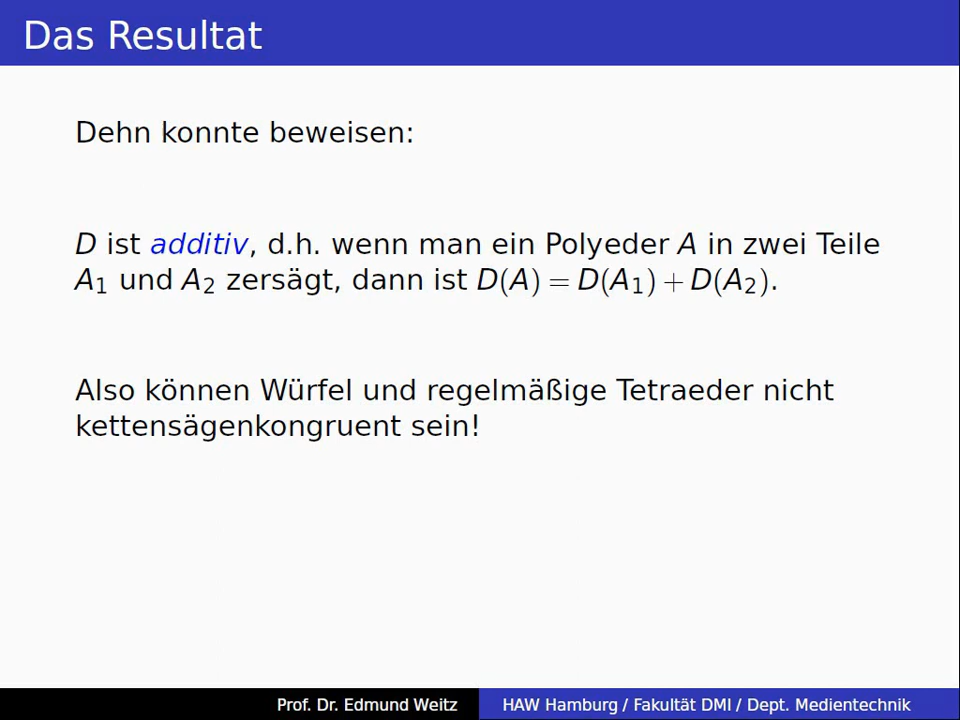 Das Resultat
Dehn konnte beweisen:
D ist additiv, d.h. wenn man ein Polyeder A in zwei Teile
A₁ und A₂ zersägt, dann ist D(A) = D(A₁) + D(A₂).
Also können Würfel und regelmäßige Tetraeder nicht
kettensägenkongruent sein!
Prof. Dr. Edmund Weitz
HAW Hamburg / Fakultät DMI / Dept. Medientechnik